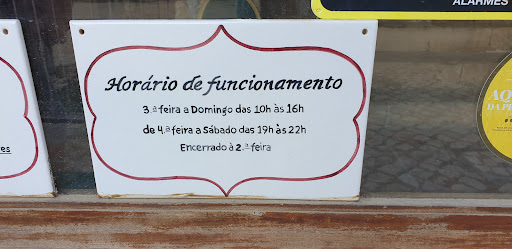 ALARMES
Horário de funcionamento
3.ª feira a Domingo das 10h às 16h
de 4.ª feira a Sábado das 19h às 22h
Encerrado à 2.ª feira